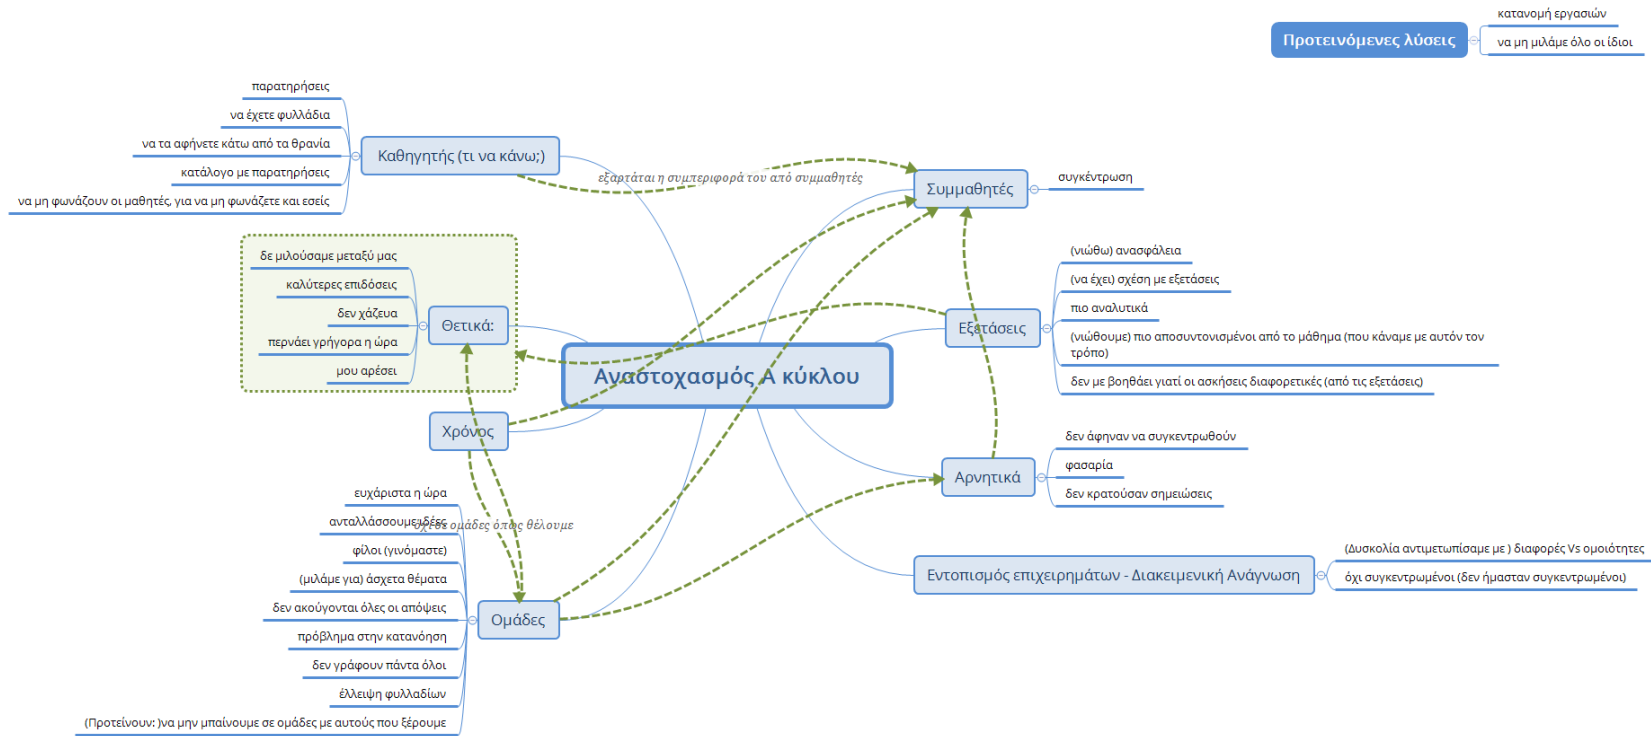 Προτεινόμενες λύσεις
κατανομή εργασιών
να μη μιλάμε όλο οι ίδιοι
Αναστοχασμός Α κύκλου
Καθηγητής (τι να κάνω;)
παρατηρήσεις
να έχετε φυλλάδια
να τα αφήνετε κάτω από τα θρανία
κατάλογο με παρατηρήσεις
να μη φωνάζουν οι μαθητές, για να μη φωνάζετε και εσείς
εξαρτάται η συμπεριφορά του από συμμαθητές
Θετικά:
δε μιλούσαμε μεταξύ μας
καλύτερες επιδόσεις
δεν χάζευα
περνάει γρήγορα η ώρα
μου αρέσει
Χρόνος
όχι σε ομάδες όπως θέλουμε
Ομάδες
ευχάριστα η ώρα
ανταλλάσσουμε ιδέες
φίλοι (γινόμαστε)
(μιλάμε για) άσχετα θέματα
δεν ακούγονται όλες οι απόψεις
πρόβλημα στην κατανόηση
δεν γράφουν πάντα όλοι
έλλειψη φυλλαδίων
(Προτείνουν: )να μην μπαίνουμε σε ομάδες με αυτούς που ξέρουμε
Συμμαθητές
συγκέντρωση
Εξετάσεις
(νιώθω) ανασφάλεια
(να έχει) σχέση με εξετάσεις
πιο αναλυτικά
(νιώθουμε) πιο αποσυντονισμένοι από το μάθημα (που κάναμε με αυτόν τον
τρόπο)
δεν με βοηθάει γιατί οι ασκήσεις διαφορετικές (από τις εξετάσεις)
Αρνητικά
δεν άφηναν να συγκεντρωθούν
φασαρία
δεν κρατούσαν σημειώσεις
Εντοπισμός επιχειρημάτων - Διακειμενική Ανάγνωση
(Δυσκολία αντιμετωπίσαμε με ) διαφορές Vs ομοιότητες
όχι συγκεντρωμένοι (δεν ήμασταν συγκεντρωμένοι)